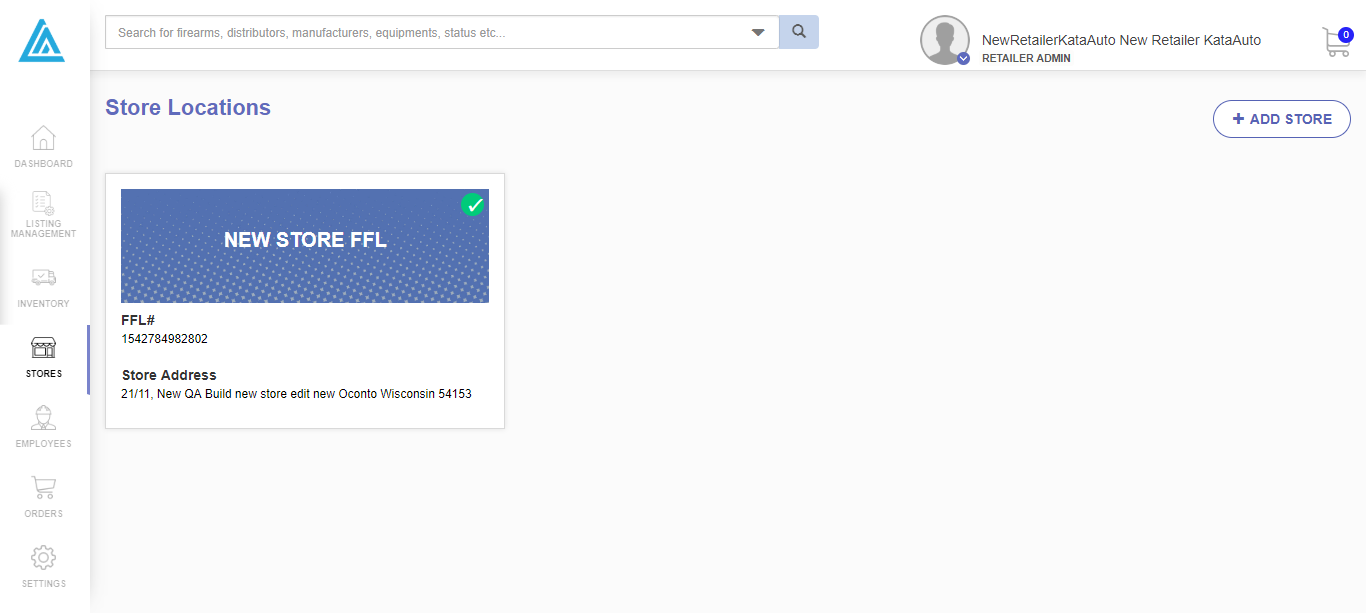 Search for firearms, distributors, manufacturers, equipments, status etc...
NewRetailerKataAuto New Retailer KataAuto
RETAILER ADMIN
0
Store Locations
+ ADD STORE
DASHBOARD
LISTING
MANAGEMENT
INVENTORY
STORES
EMPLOYEES
ORDERS
SETTINGS
NEW STORE FFL
FFL#
1542784982802
Store Address
21/11, New QA Build new store edit new Oconto Wisconsin 54153